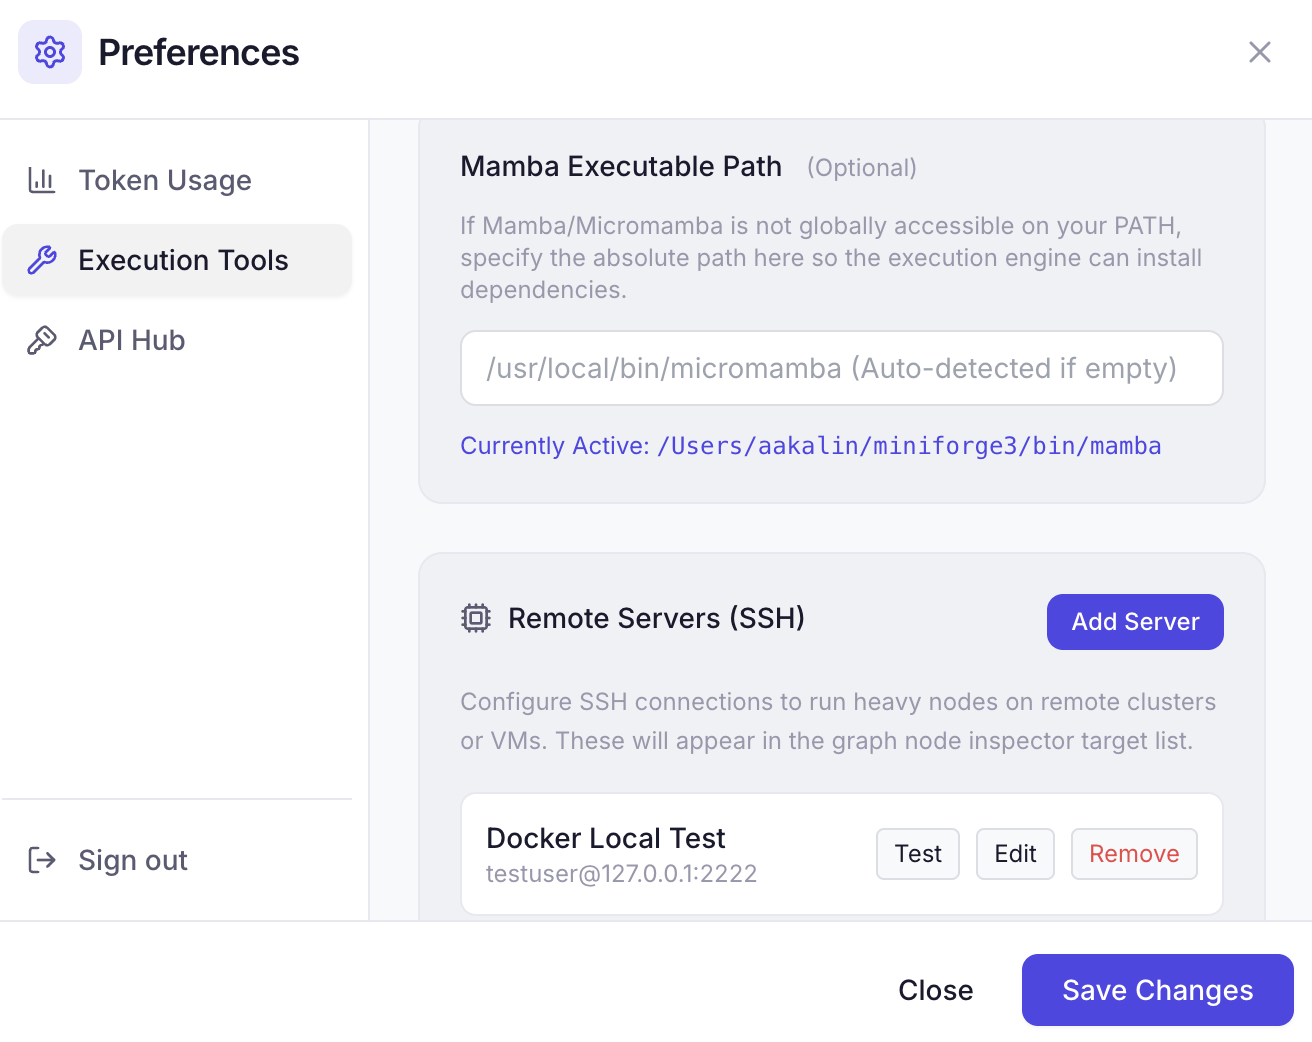 Preferences
Token Usage
Execution Tools
API Hub
Sign out
Mamba Executable Path (Optional)
If Mamba/Micromamba is not globally accessible on your PATH,
specify the absolute path here so the execution engine can install
dependencies.
/usr/local/bin/micromamba (Auto-detected if empty)
Currently Active: /Users/aakalin/miniforge3/bin/mamba
Remote Servers (SSH)
Add Server
Configure SSH connections to run heavy nodes on remote clusters
or VMs. These will appear in the graph node inspector target list.
Docker Local Test
testuser@127.0.0.1:2222
Test
Edit
Remove
Close
Save Changes